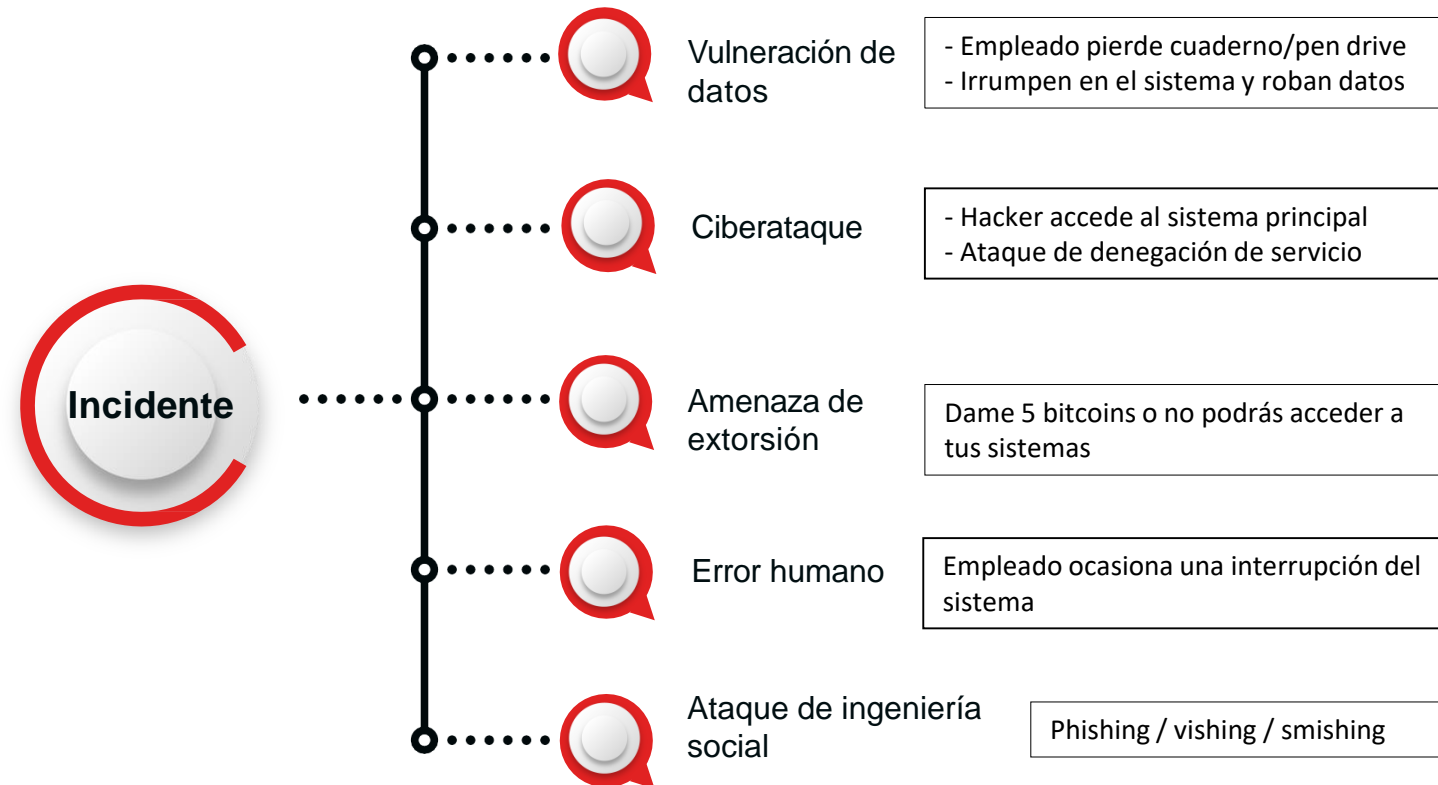 Incidente
Vulneración de
datos
- Empleado pierde cuaderno/pen drive
- Irrumpen en el sistema y roban datos
Ciberataque
- Hacker accede al sistema principal
- Ataque de denegación de servicio
Amenaza de
extorsión
Dame 5 bitcoins o no podrás acceder a
tus sistemas
Error humano
Empleado ocasiona una interrupción del
sistema
Ataque de ingeniería
social
Phishing / vishing / smishing